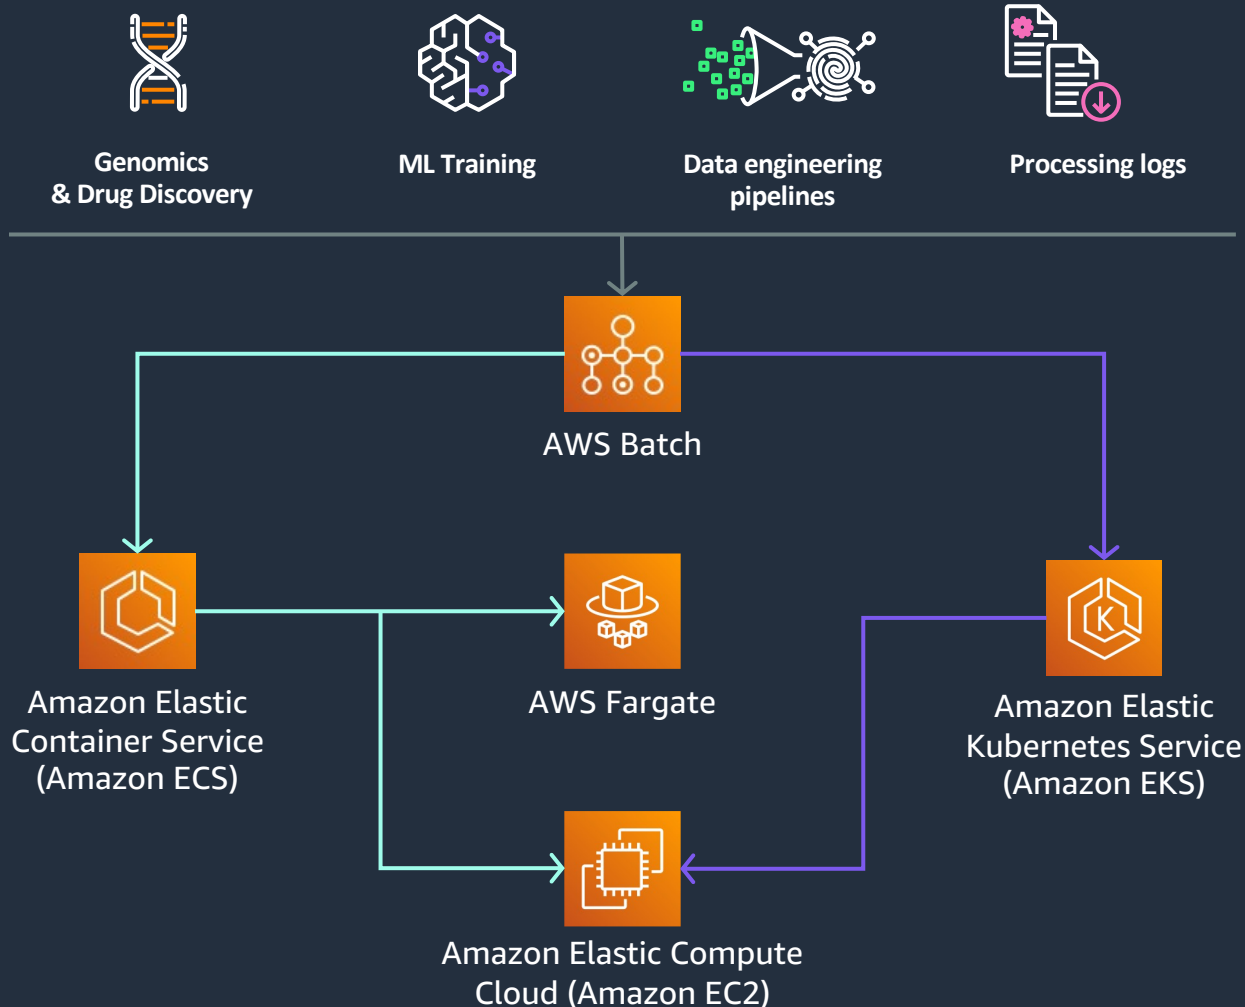 Genomics
& Drug Discovery
ML Training
Data engineering
pipelines
Processing logs
AWS Batch
Amazon Elastic
Container Service
(Amazon ECS)
AWS Fargate
K
Amazon Elastic
Kubernetes Service
(Amazon EKS)
Amazon Elastic Compute
Cloud (Amazon EC2)